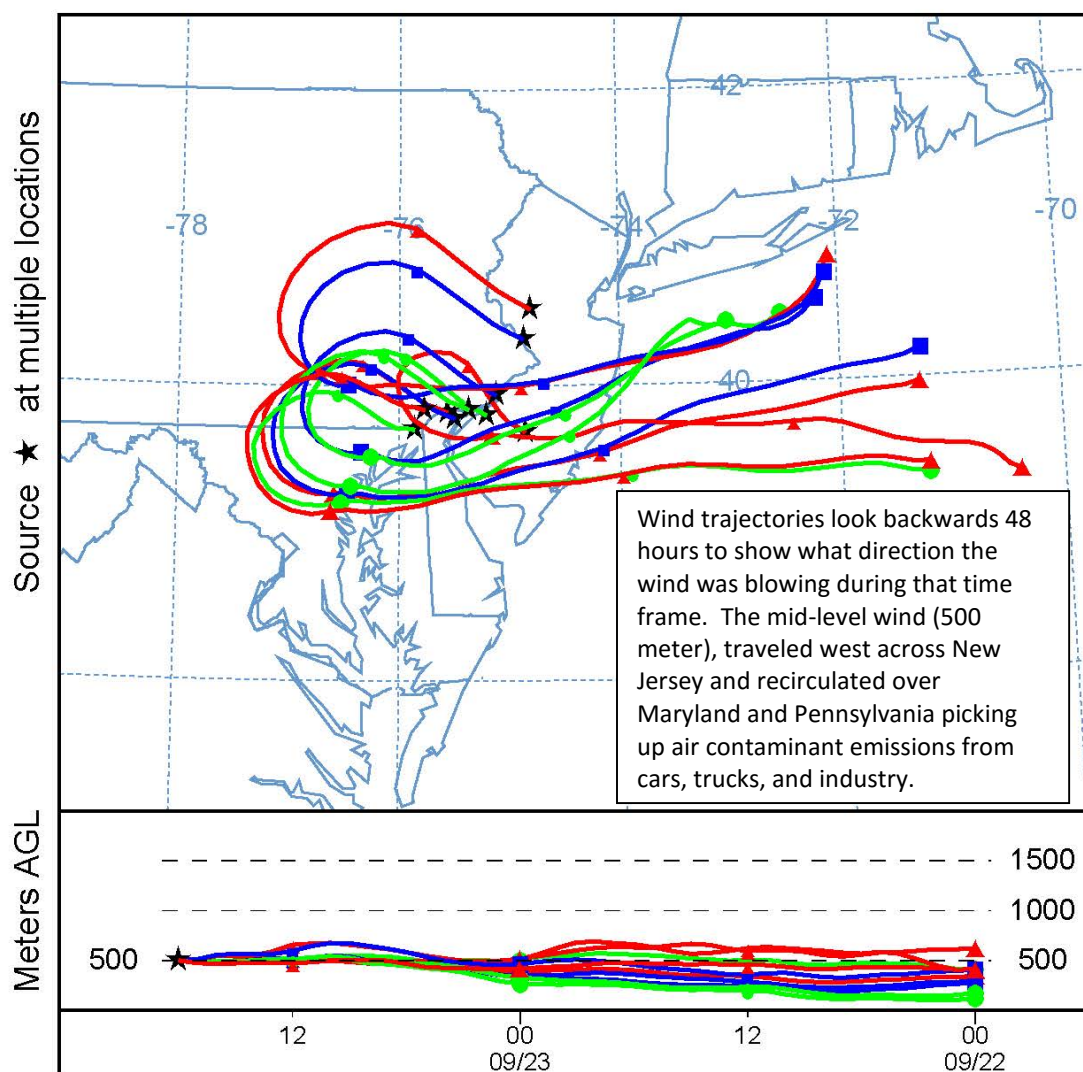 Source ★ at multiple locations
42
-78
-76
-74
-72
-70
40
Wind trajectories look backwards 48
hours to show what direction the
wind was blowing during that time
frame. The mid-level wind (500
meter), traveled west across New
Jersey and recirculated over
Maryland and Pennsylvania picking
up air contaminant emissions from
cars, trucks, and industry.
Meters AGL
1500
1000
500
500
12
00
12
00
09/23
09/22